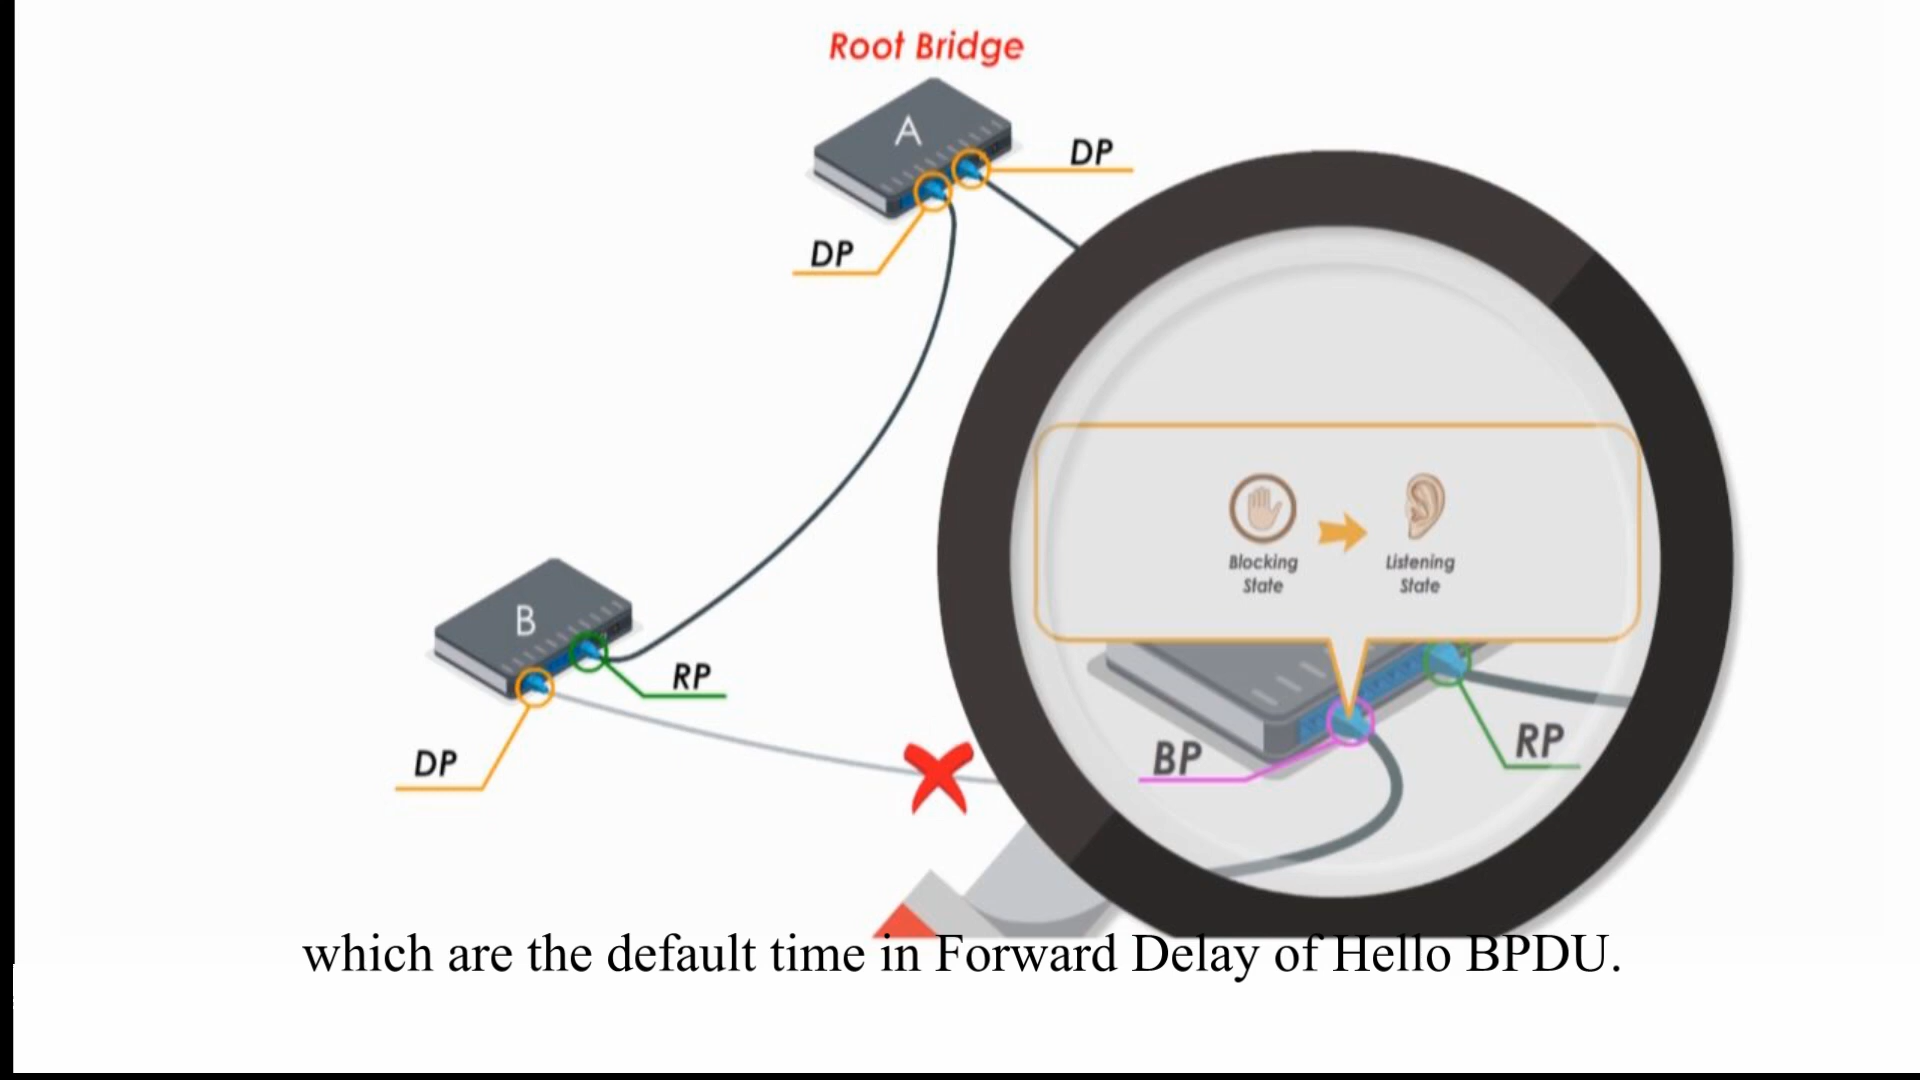 Root Bridge
A
DP
DP
Blocking
State
Listening
State
B
RP
DP
BP
RP
which are the default time in Forward Delay of Hello BPDU.